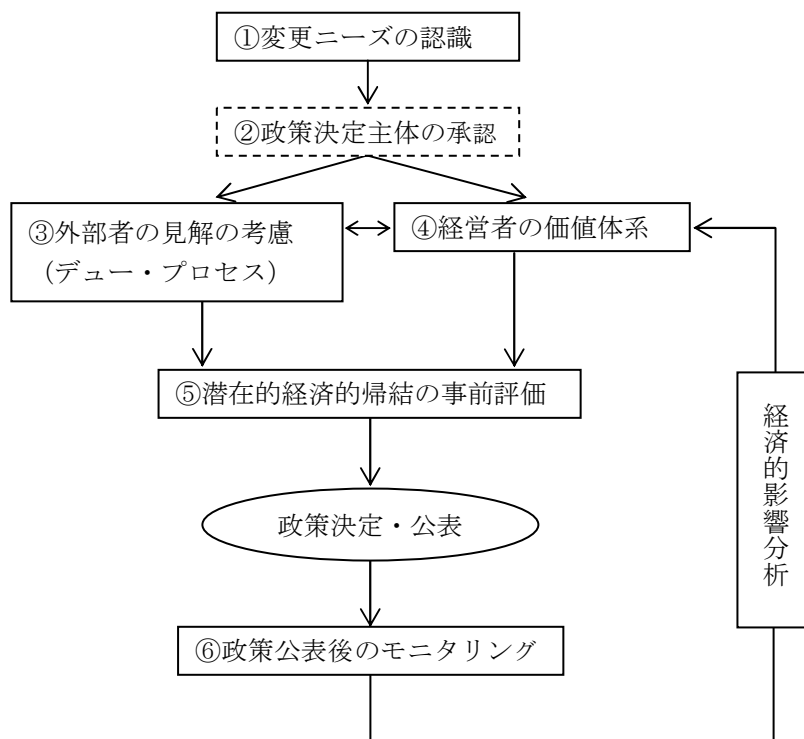 ①変更ニーズの認識
②政策決定主体の承認
③外部者の見解の考慮
（デュー・プロセス）
④経営者の価値体系
⑤潜在的経済的帰結の事前評価
経済的影響分析
政策決定・公表
⑥政策公表後のモニタリング